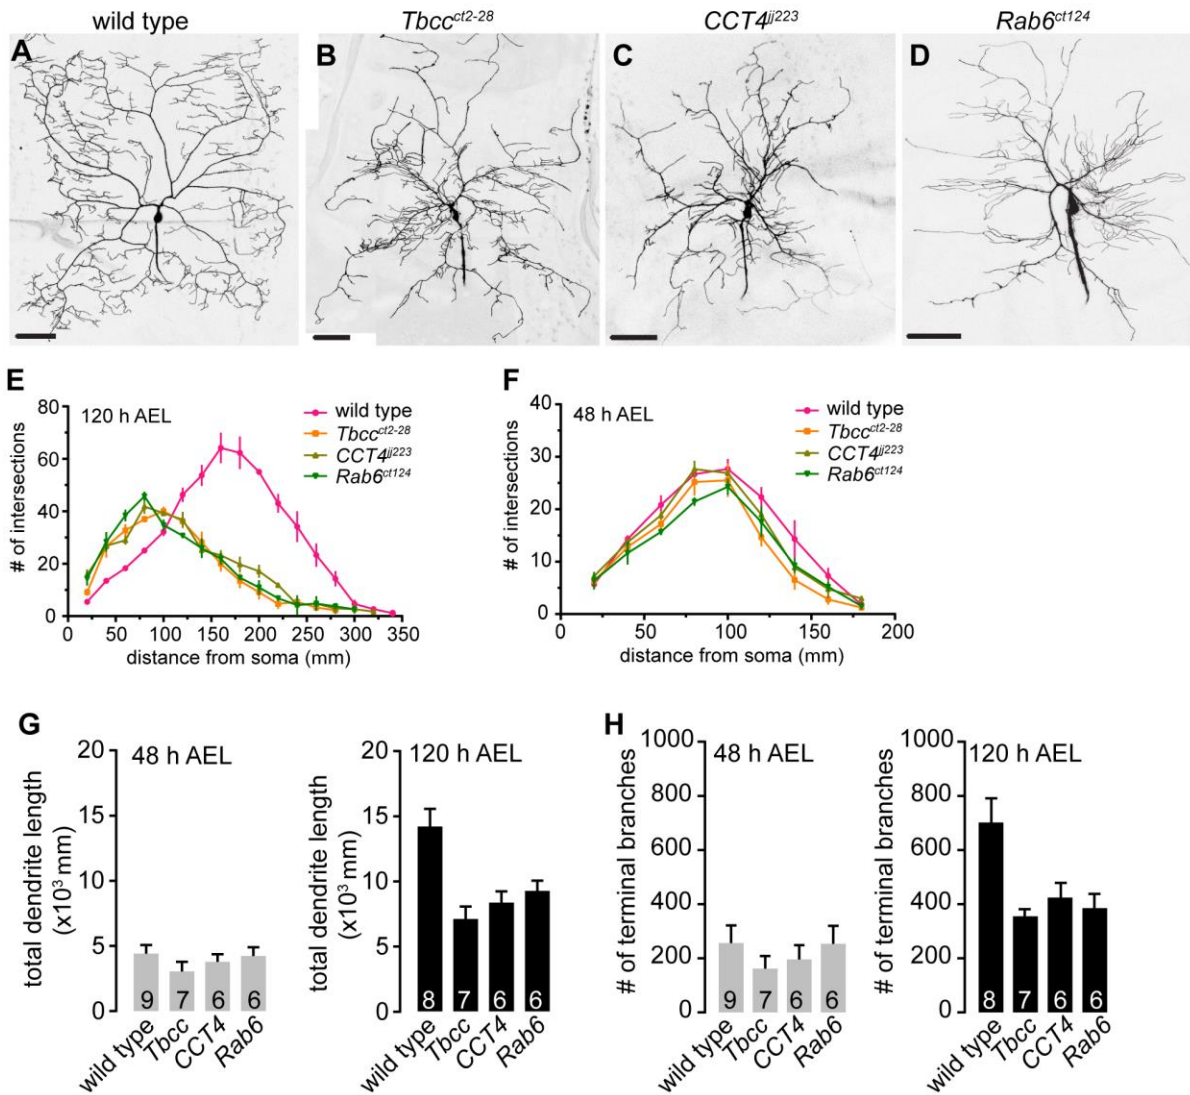 wild type Tbcc^ct2-28 CCT4^jj223 Rab6^ct124
A B C D
E
120 h AEL
wild type
Tbcc^ct2-28
CCT4^jj223
Rab6^ct124
# of intersections
80
60
40
20
0
0 50 100 150 200 250 300 350
distance from soma (mm)
F
48 h AEL
wild type
Tbcc^ct2-28
CCT4^jj223
Rab6^ct124
# of intersections
40
30
20
10
0
0 50 100 150 200
distance from soma (mm)
G
48 h AEL
total dendrite length
(x10³ mm)
20
15
10
5
0
9 7 6 6
wild type Tbcc CCT4 Rab6
120 h AEL
total dendrite length
(x10³ mm)
20
15
10
5
0
8 7 6 6
wild type Tbcc CCT4 Rab6
H
48 h AEL
# of terminal branches
1000
800
600
400
200
0
9 7 6 6
wild type Tbcc CCT4 Rab6
120 h AEL
# of terminal branches
1000
800
600
400
200
0
8 7 6 6
wild type Tbcc CCT4 Rab6